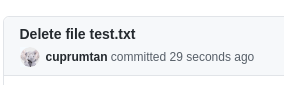 Delete file test.txt
cuprumtan committed 29 seconds ago